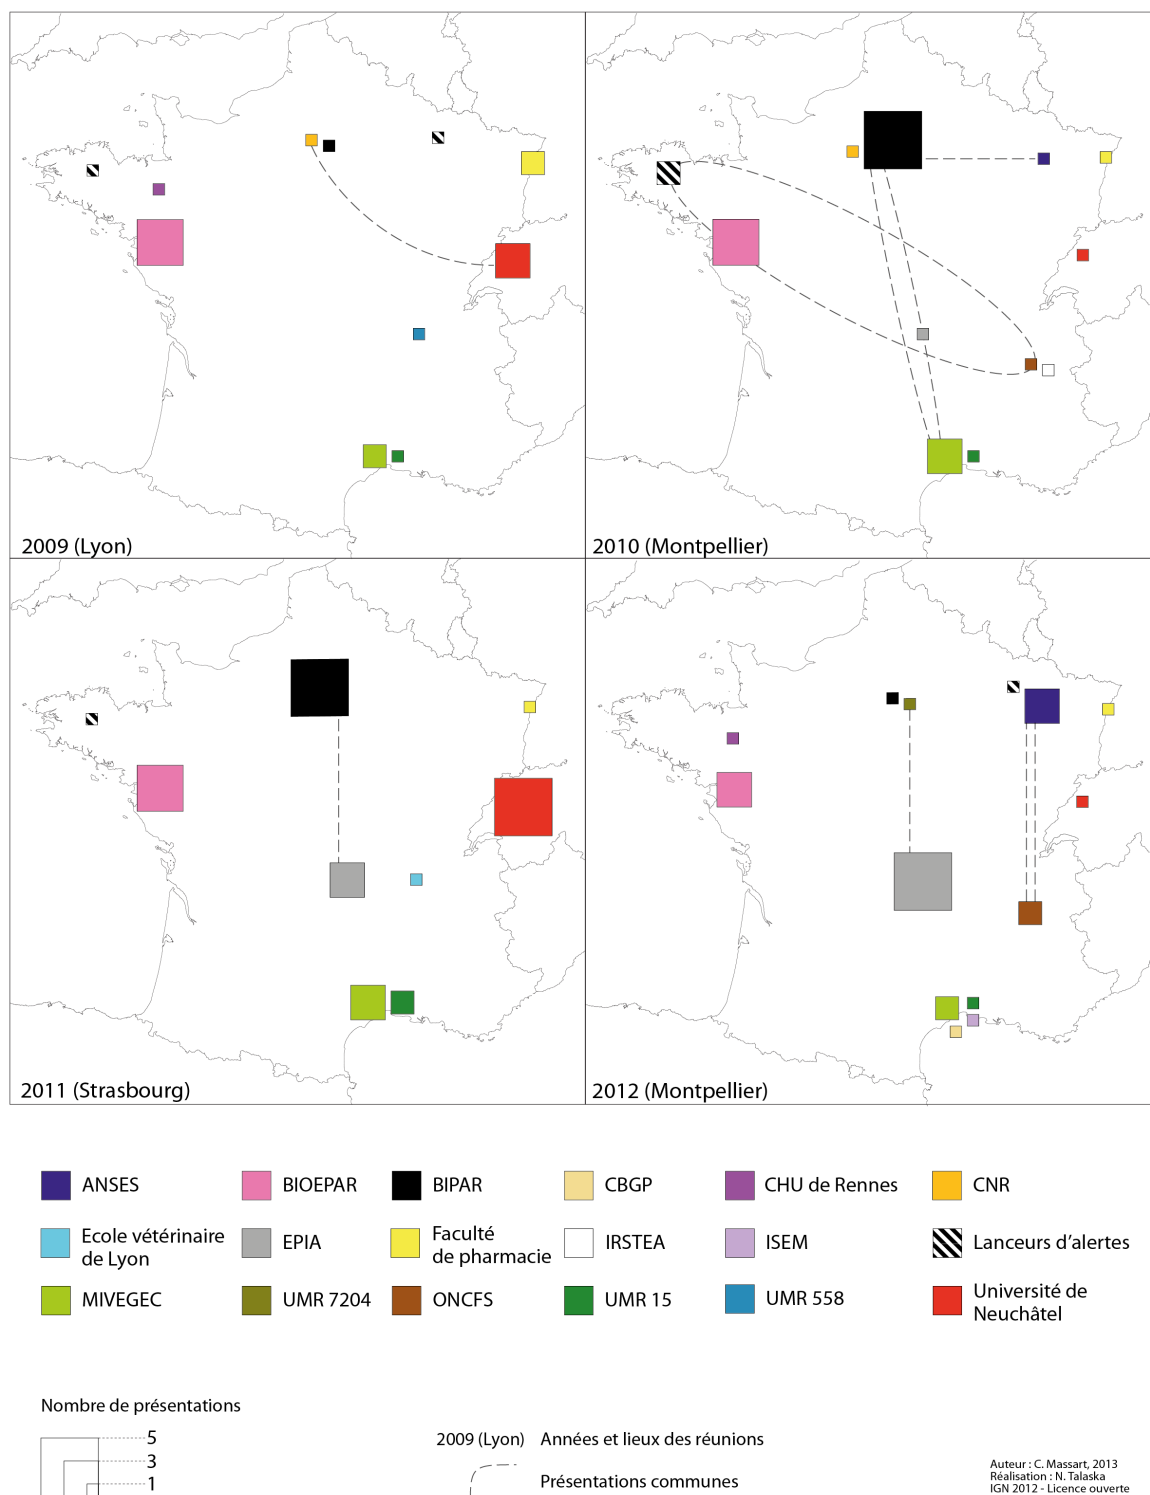 2009 (Lyon)
2010 (Montpellier)
2011 (Strasbourg)
2012 (Montpellier)
ANSES
BIOEPAR
BIPAR
CBGP
CHU de Rennes
CNR
Ecole vétérinaire
de Lyon
EPIA
Faculté
de pharmacie
IRSTEA
ISEM
Lanceurs d'alertes
MIVEGEC
UMR 7204
ONCFS
UMR 15
UMR 558
Université de
Neuchâtel
Nombre de présentations
5
3
1
2009 (Lyon) Années et lieux des réunions
Présentations communes
Auteur : C. Massart, 2013
Réalisation : N. Talaska
IGN 2012 - Licence ouverte